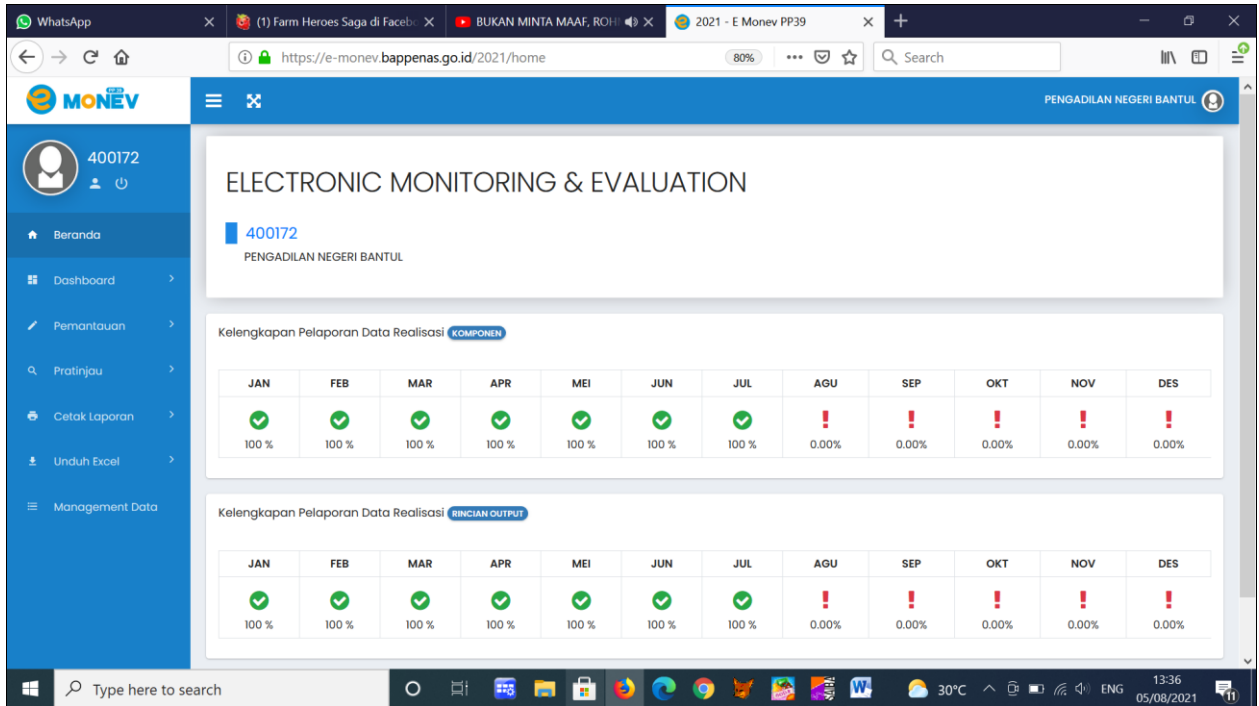 WhatsApp
(1) Farm Heroes Saga di Facebo
BUKAN MINTA MAAF, ROHI
2021 - E Monev PP39
https://e-monev.bappenas.go.id/2021/home
80%
Search
e MONEV
PENGADILAN NEGERI BANTUL
400172
Beranda
Dashboard
Pemantauan
Pratinjau
Cetak Laporan
Unduh Excel
Management Data
ELECTRONIC MONITORING & EVALUATION
400172
PENGADILAN NEGERI BANTUL
Kelengkapan Pelaporan Data Realisasi KOMPONEN
JAN FEB MAR APR MEI JUN JUL AGU SEP OKT NOV DES
100 % 100 % 100 % 100 % 100 % 100 % 100 % 0.00% 0.00% 0.00% 0.00% 0.00%
Kelengkapan Pelaporan Data Realisasi RINCIAN OUTPUT
JAN FEB MAR APR MEI JUN JUL AGU SEP OKT NOV DES
100 % 100 % 100 % 100 % 100 % 100 % 100 % 0.00% 0.00% 0.00% 0.00% 0.00%
Type here to search
30°C
ENG
13:36
05/08/2021
11